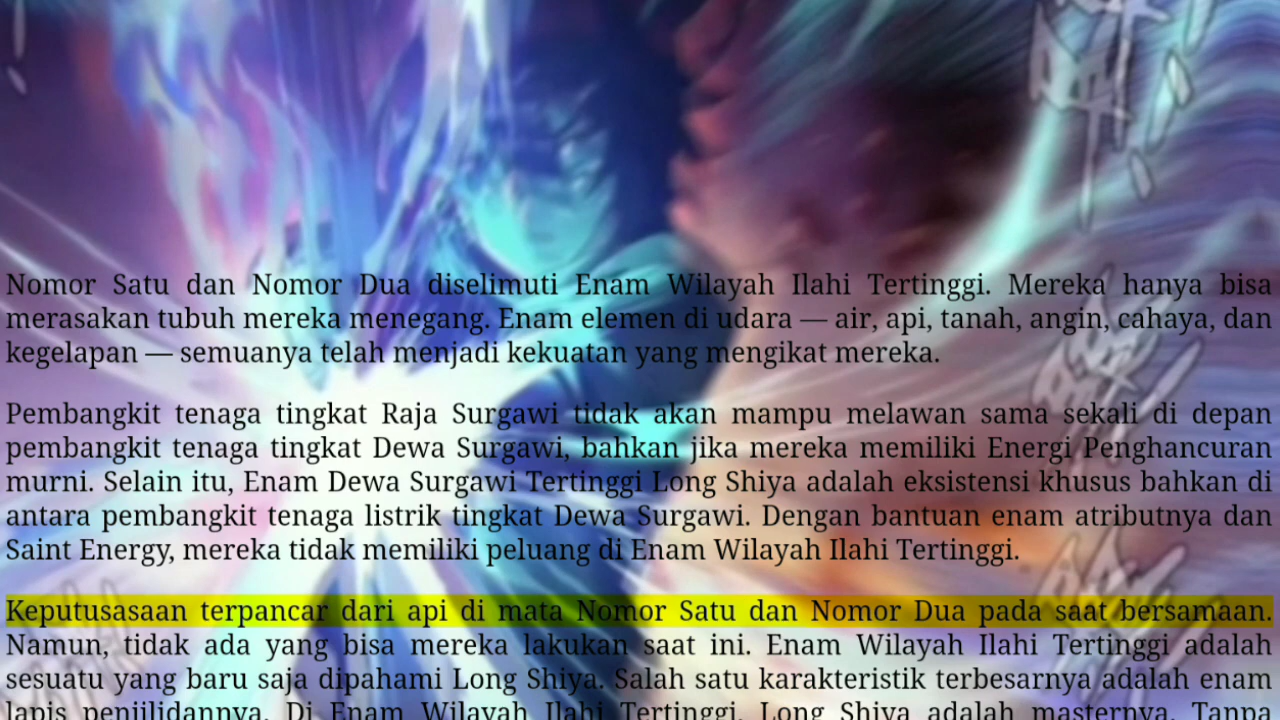 Nomor Satu dan Nomor Dua diselimuti Enam Wilayah Ilahi Tertinggi. Mereka hanya bisa
merasakan tubuh mereka menegang. Enam elemen di udara — air, api, tanah, angin, cahaya, dan
kegelapan — semuanya telah menjadi kekuatan yang mengikat mereka.
Pembangkit tenaga tingkat Raja Surgawi tidak akan mampu melawan sama sekali di depan
pembangkit tenaga tingkat Dewa Surgawi, bahkan jika mereka memiliki Energi Penghancuran
murni. Selain itu, Enam Dewa Surgawi Tertinggi Long Shiya adalah eksistensi khusus bahkan di
antara pembangkit tenaga listrik tingkat Dewa Surgawi. Dengan bantuan enam atributnya dan
Saint Energy, mereka tidak memiliki peluang di Enam Wilayah Ilahi Tertinggi.
Keputusasaan terpancar dari api di mata Nomor Satu dan Nomor Dua pada saat bersamaan.
Namun, tidak ada yang bisa mereka lakukan saat ini. Enam Wilayah Ilahi Tertinggi adalah
sesuatu yang baru saja dipahami Long Shiya. Salah satu karakteristik terbesarnya adalah enam
lapis penjilidannya. Di Enam Wilayah Ilahi Tertinggi, Long Shiya adalah masternya. Tanpa